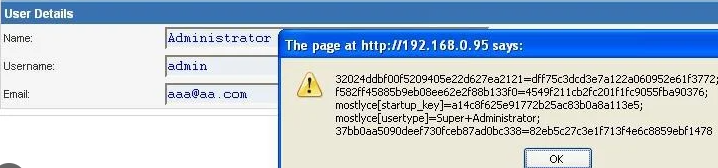 User Details
Name: Administrator
Username: admin
Email: aaa@aa.com
The page at http://192.168.0.95 says:
32024ddbf00f5209405e22d627ea2121=dff75c3dcd3e7a122a060952e61f3772;
f582ff45885b9eb08ee62e2f88b133f0=4549f211cb2fc201f1fc9055fba90376;
mostlyce[startup_key]=a14c8f625e91772b25ac83b0a8a113e5;
mostlyce[usertype]=Super+Administrator;
37bb0aa5090deef730fceb87ad0bc338=82eb5c27c3e1f713f4e6c8859ebf1478
OK